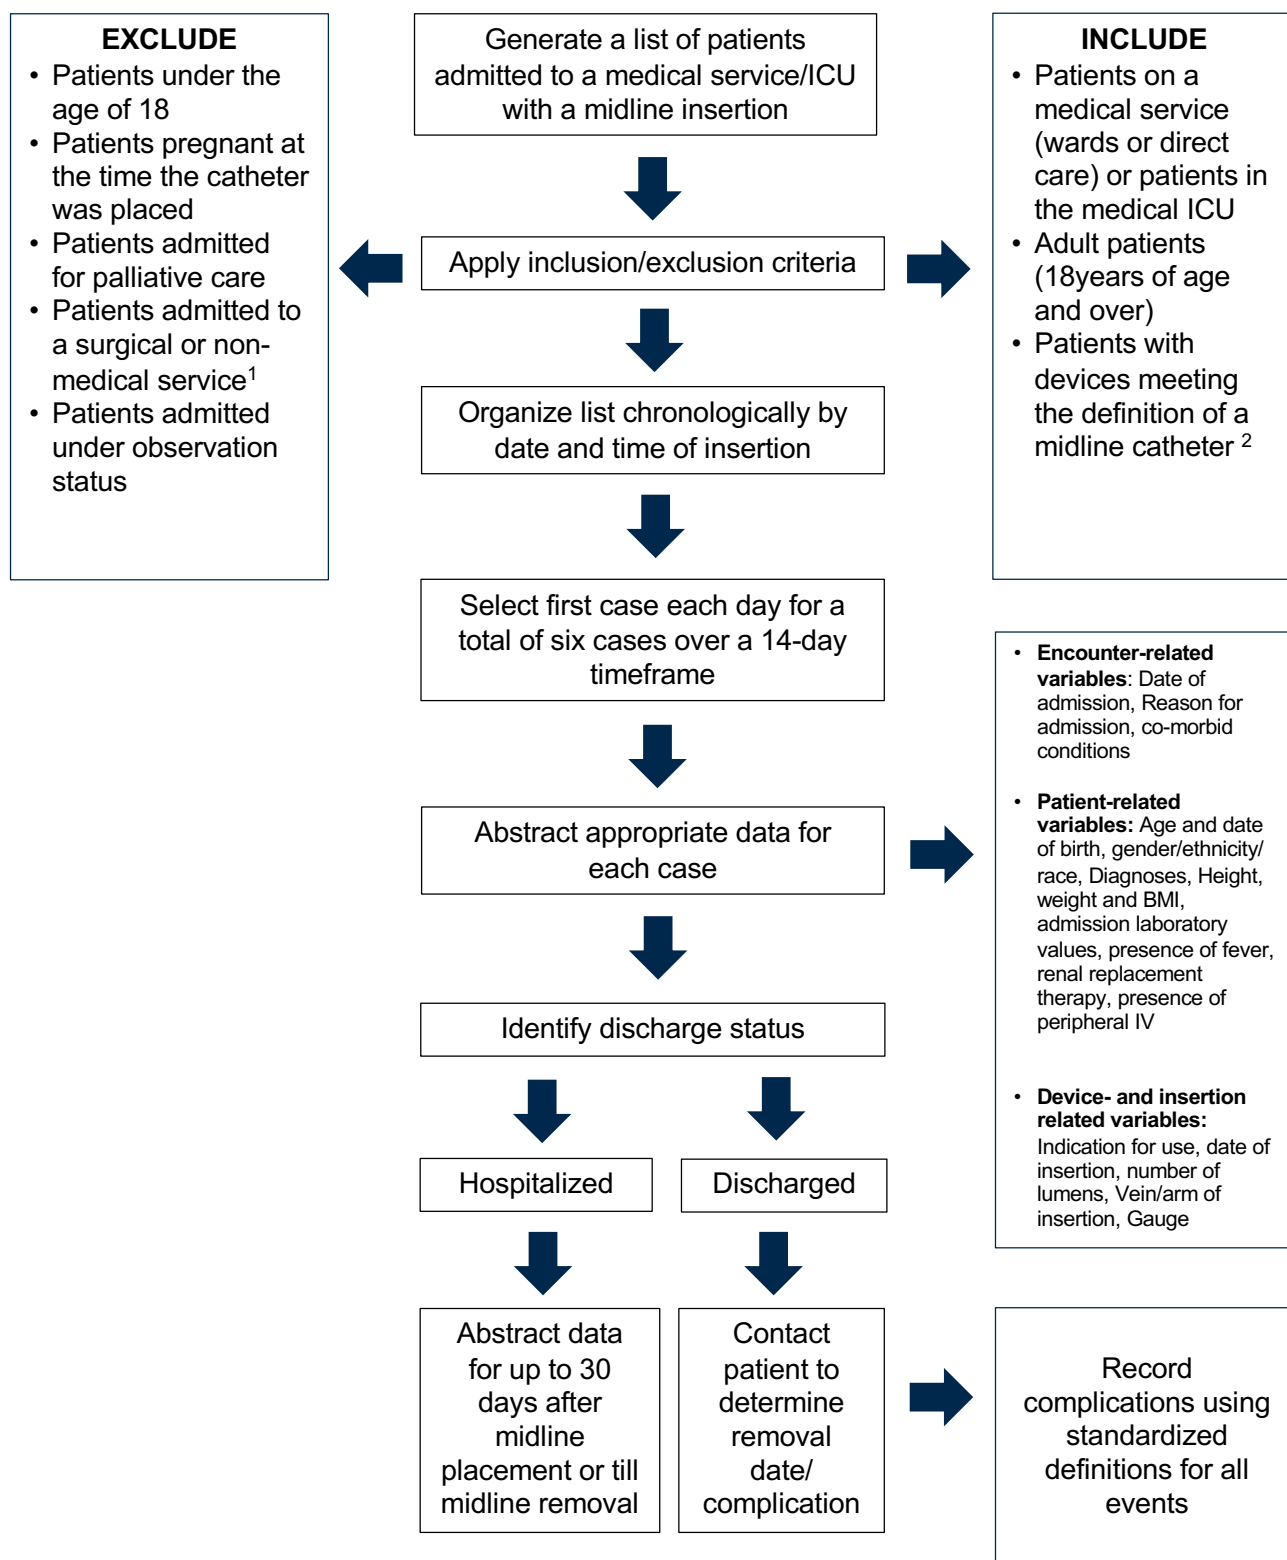 EXCLUDE
• Patients under the
age of 18
• Patients pregnant at
the time the catheter
was placed
• Patients admitted
for palliative care
• Patients admitted to
a surgical or non-
medical service1
• Patients admitted
under observation
status
Generate a list of patients
admitted to a medical service/ICU
with a midline insertion
Apply inclusion/exclusion criteria
INCLUDE
• Patients on a
medical service
(wards or direct
care) or patients in
the medical ICU
• Adult patients
(18years of age
and over)
• Patients with
devices meeting
the definition of a
midline catheter 2
Organize list chronologically by
date and time of insertion
Select first case each day for a
total of six cases over a 14-day
timeframe
Abstract appropriate data for
each case
• Encounter-related
variables: Date of
admission, Reason for
admission, co-morbid
conditions
• Patient-related
variables: Age and date
of birth, gender/ethnicity/
race, Diagnoses, Height,
weight and BMI,
admission laboratory
values, presence of fever,
renal replacement
therapy, presence of
peripheral IV
• Device- and insertion
related variables:
Indication for use, date of
insertion, number of
lumens, Vein/arm of
insertion, Gauge
Identify discharge status
Hospitalized
Discharged
Abstract data
for up to 30
days after
midline
placement or till
midline removal
Contact
patient to
determine
removal
date/
complication
Record
complications using
standardized
definitions for all
events